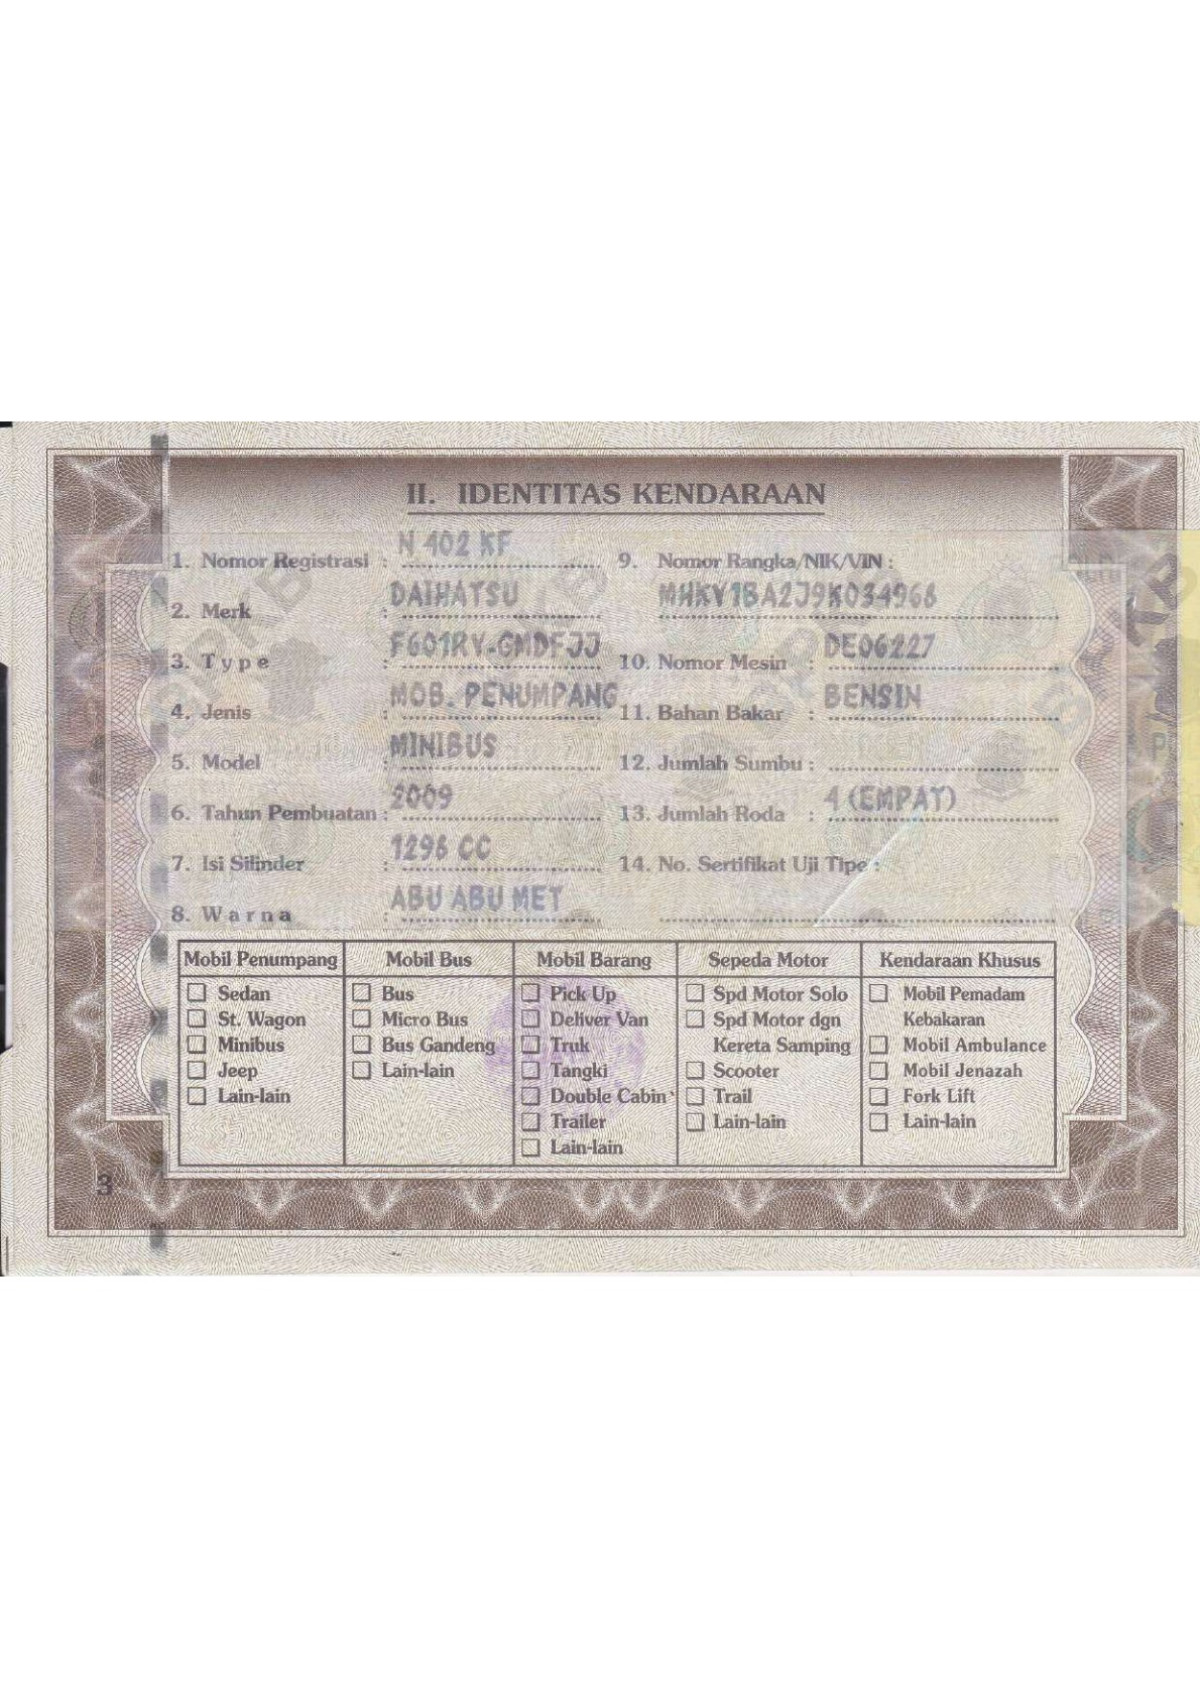 II. IDENTITAS KENDARAAN
1. Nomor Registrasi : N 402 KF
2. Merk : DAIHATSU
3. Type : F601RV-GMDFJJ
4. Jenis : MOB. PENUMPANG
5. Model : MINIBUS
6. Tahun Pembuatan : 2009
7. Isi Silinder : 1298 CC
8. Warna : ABU ABU MET
9. Nomor Rangka/NIK/VIN :
MHKV1BA2J9K034968
10. Nomor Mesin : DE06227
11. Bahan Bakar : BENSIN
12. Jumlah Sumbu :
13. Jumlah Roda : 4 (EMPAT)
14. No. Sertifikat Uji Tipe :
Mobil Penumpang
Sedan
St. Wagon
Minibus
Jeep
Lain-lain
Mobil Bus
Bus
Micro Bus
Bus Gandeng
Lain-lain
Mobil Barang
Pick Up
Deliver Van
Truk
Tangki
Double Cabin
Trailer
Lain-lain
Sepeda Motor
Spd Motor Solo
Spd Motor dgn
Kereta Samping
Scooter
Trail
Lain-lain
Kendaraan Khusus
Mobil Pemadam
Kebakaran
Mobil Ambulance
Mobil Jenazah
Fork Lift
Lain-lain
3
BPKB